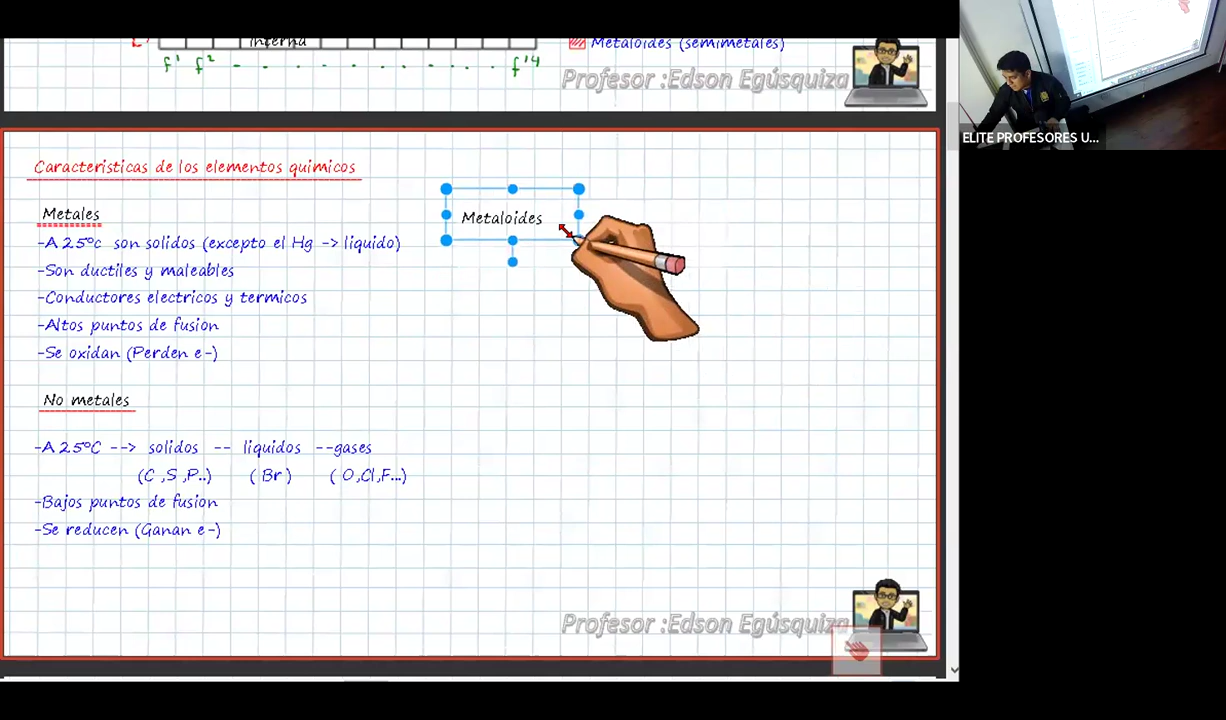 interna
f¹ f² - . . . . . . . . f¹⁴
Metaloides (semimetales)
Profesor :Edson Egúsquiza
ELITE PROFESORES U...
Caracteristicas de los elementos quimicos
Metales
-A 25°c son solidos (excepto el Hg -> liquido)
-Son ductiles y maleables
-Conductores electricos y termicos
-Altos puntos de fusion
-Se oxidan (Perden e-)
Metaloides
No metales
-A 25°C --> solidos -- liquidos --gases
(C ,S ,P..) ( Br ) ( O,Cl,F...)
-Bajos puntos de fusion
-Se reducen (Ganan e-)
Profesor :Edson Egúsquiza